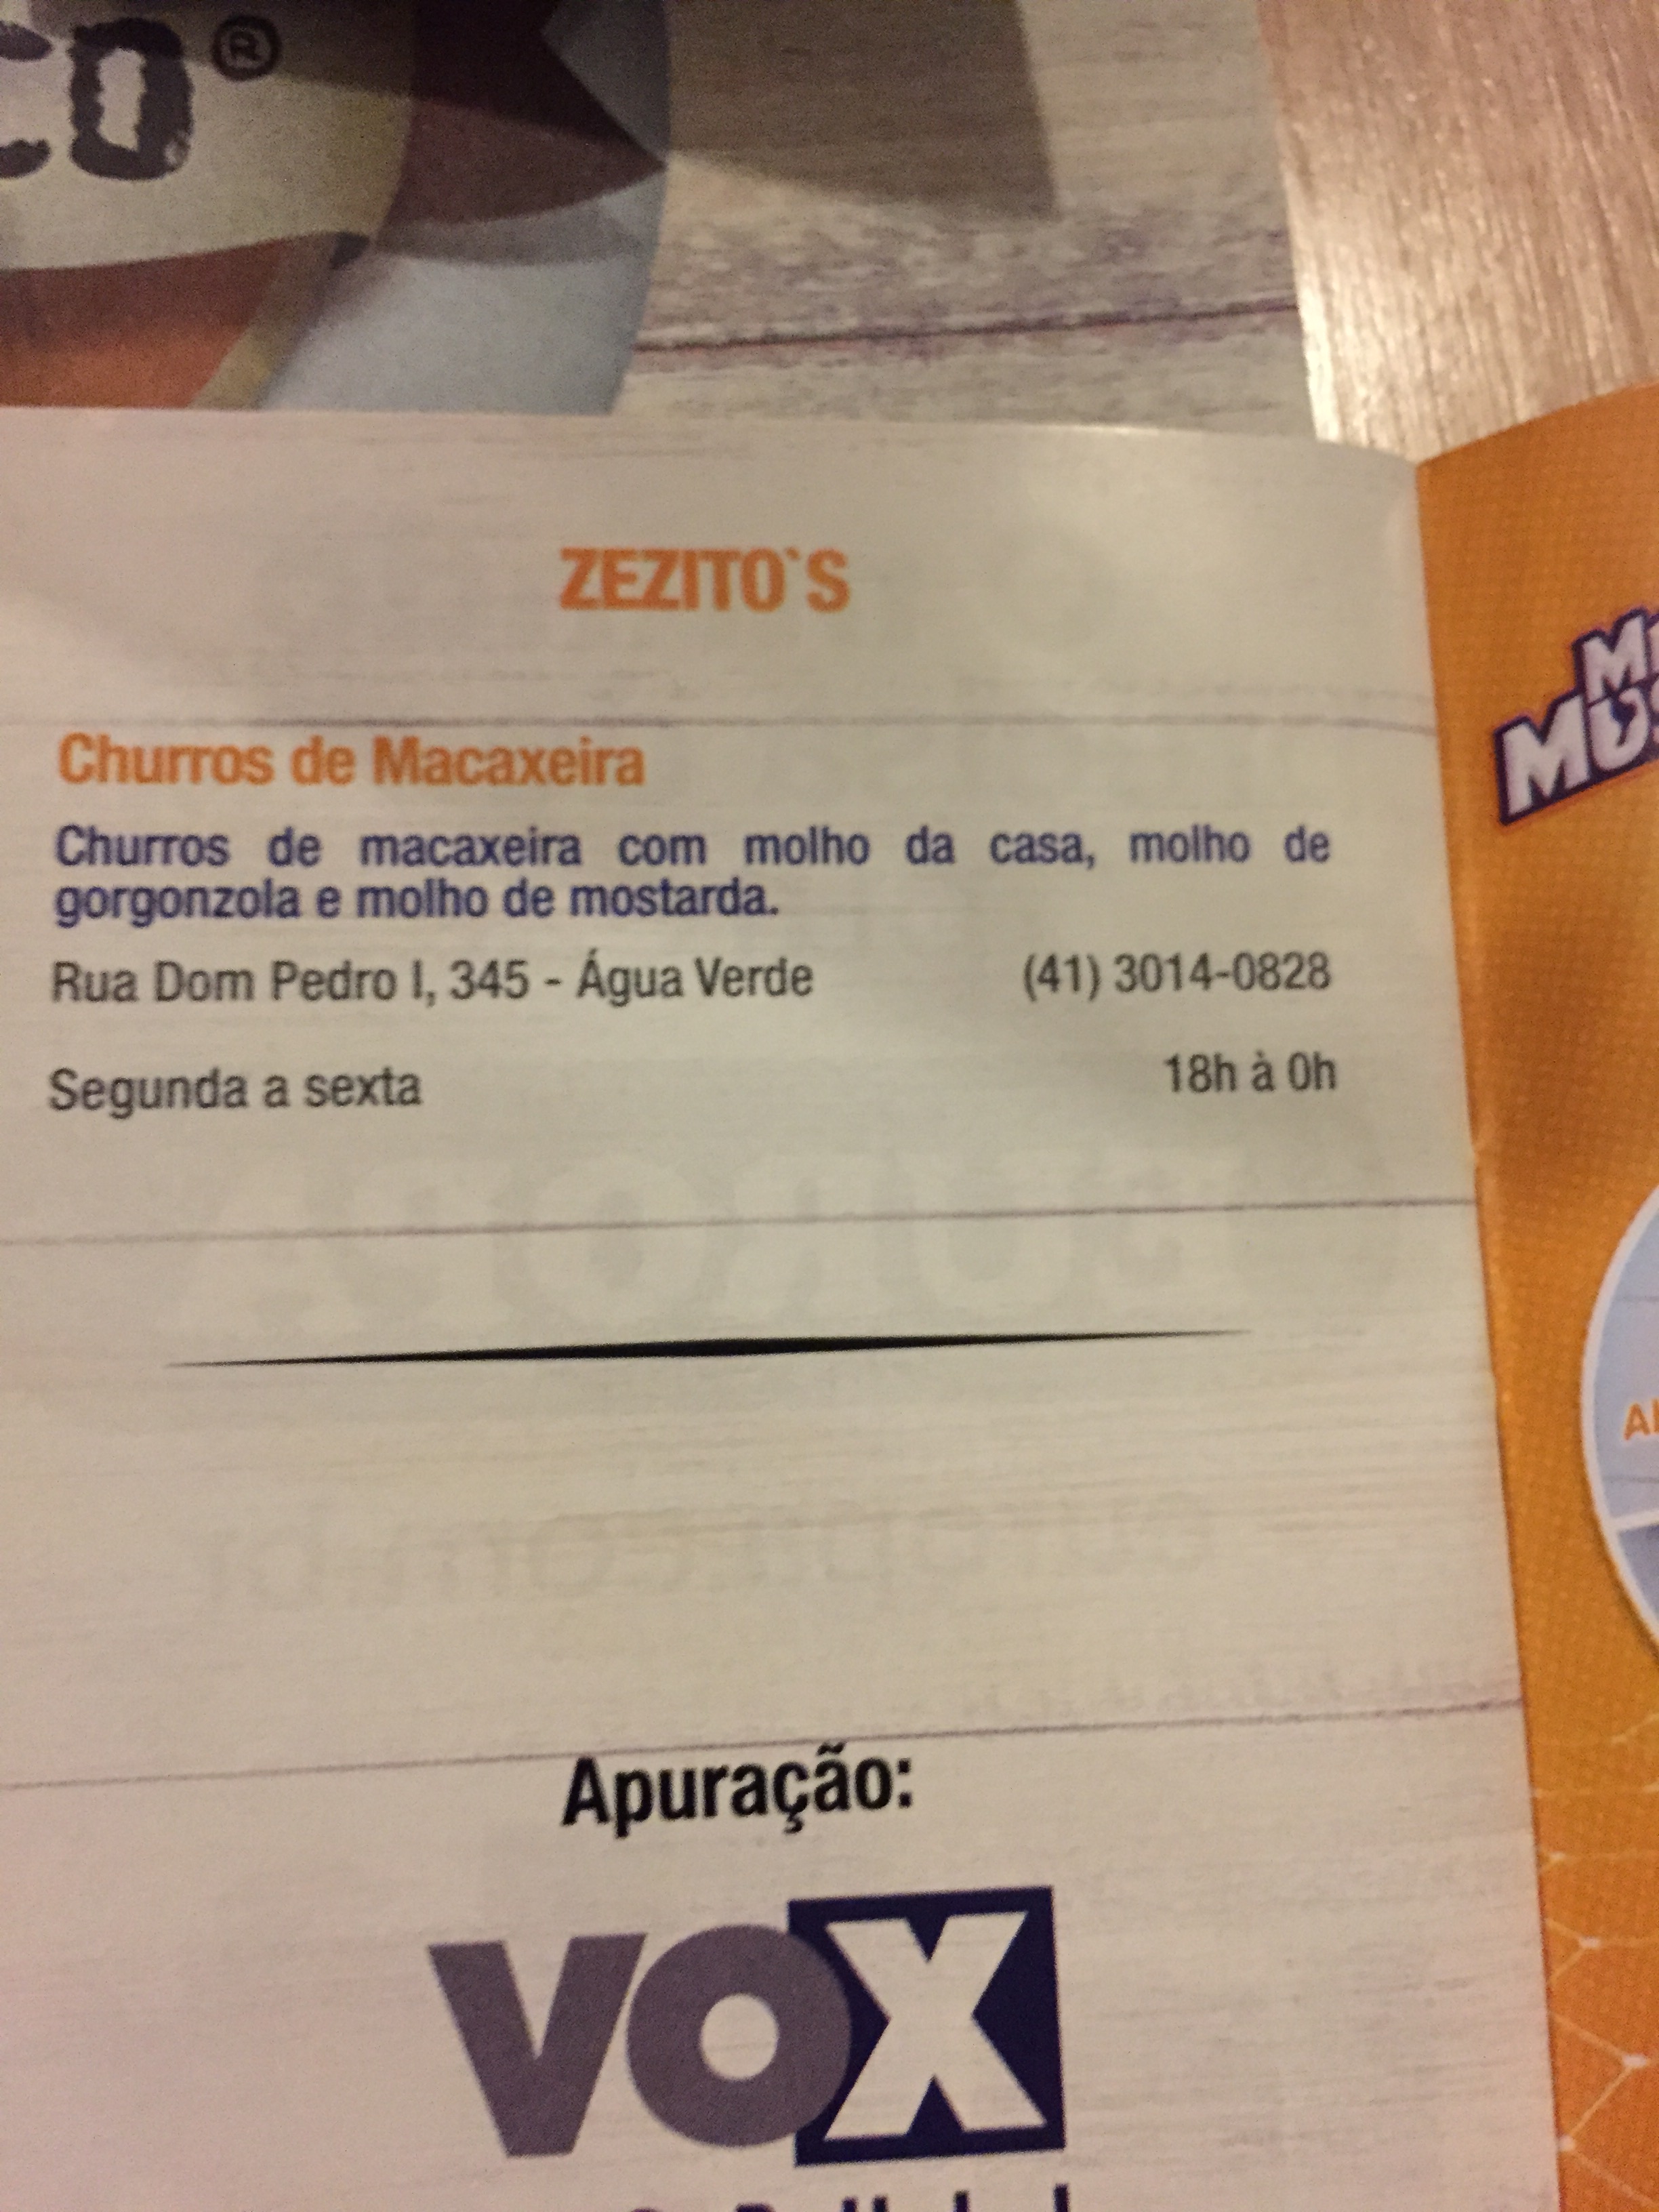 ZEZITO`S
Churros de Macaxeira
Churros de macaxeira com molho da casa, molho de
gorgonzola e molho de mostarda.
Rua Dom Pedro I, 345 - Água Verde (41) 3014-0828
Segunda a sexta 18h à 0h
Apuração:
VOX